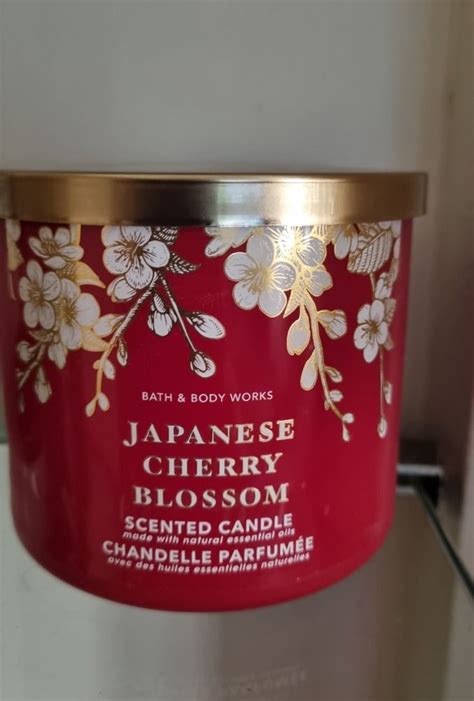 BATH & BODY WORKS
JAPANESE
CHERRY
BLOSSOM
SCENTED CANDLE
made with natural essential oils
CHANDELLE PARFUMÉE
avec des huiles essentielles naturelles